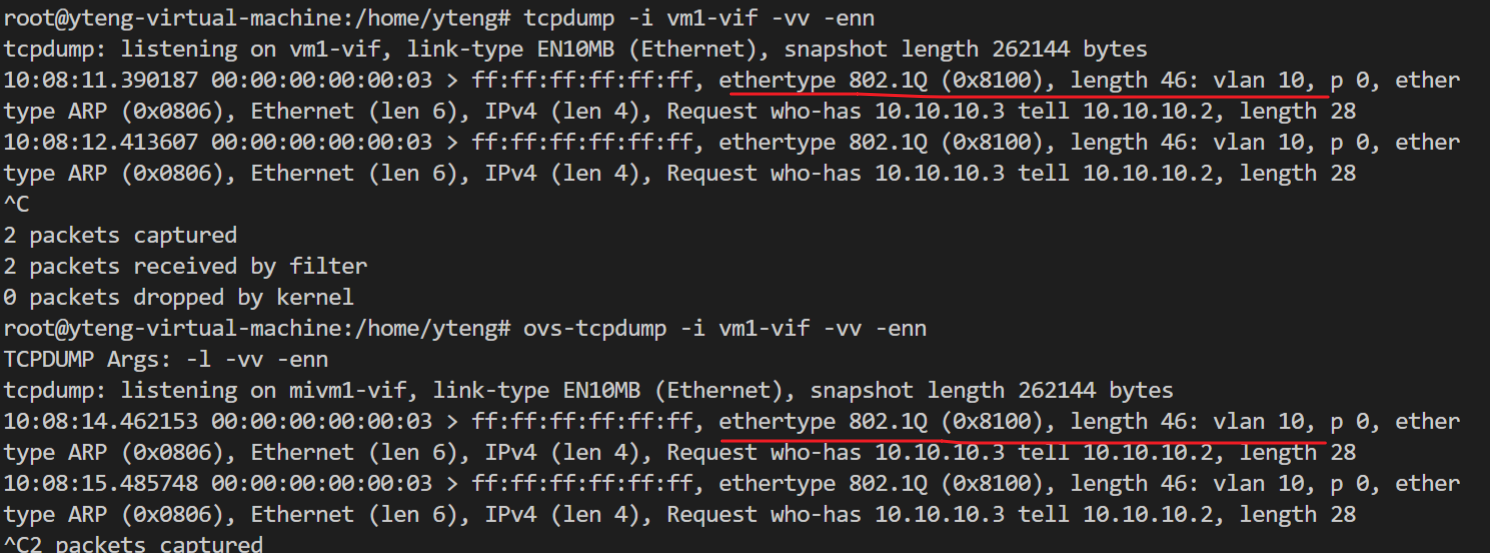 root@yteng-virtual-machine:/home/yteng# tcpdump -i vm1-vif -vv -enn
tcpdump: listening on vm1-vif, link-type EN10MB (Ethernet), snapshot length 262144 bytes
10:08:11.390187 00:00:00:00:00:03 > ff:ff:ff:ff:ff:ff, ethertype 802.1Q (0x8100), length 46: vlan 10, p 0, ether
type ARP (0x0806), Ethernet (len 6), IPv4 (len 4), Request who-has 10.10.10.3 tell 10.10.10.2, length 28
10:08:12.413607 00:00:00:00:00:03 > ff:ff:ff:ff:ff:ff, ethertype 802.1Q (0x8100), length 46: vlan 10, p 0, ether
type ARP (0x0806), Ethernet (len 6), IPv4 (len 4), Request who-has 10.10.10.3 tell 10.10.10.2, length 28
^C
2 packets captured
2 packets received by filter
0 packets dropped by kernel
root@yteng-virtual-machine:/home/yteng# ovs-tcpdump -i vm1-vif -vv -enn
TCPDUMP Args: -l -vv -enn
tcpdump: listening on mivm1-vif, link-type EN10MB (Ethernet), snapshot length 262144 bytes
10:08:14.462153 00:00:00:00:00:03 > ff:ff:ff:ff:ff:ff, ethertype 802.1Q (0x8100), length 46: vlan 10, p 0, ether
type ARP (0x0806), Ethernet (len 6), IPv4 (len 4), Request who-has 10.10.10.3 tell 10.10.10.2, length 28
10:08:15.485748 00:00:00:00:00:03 > ff:ff:ff:ff:ff:ff, ethertype 802.1Q (0x8100), length 46: vlan 10, p 0, ether
type ARP (0x0806), Ethernet (len 6), IPv4 (len 4), Request who-has 10.10.10.3 tell 10.10.10.2, length 28
^C2 packets captured